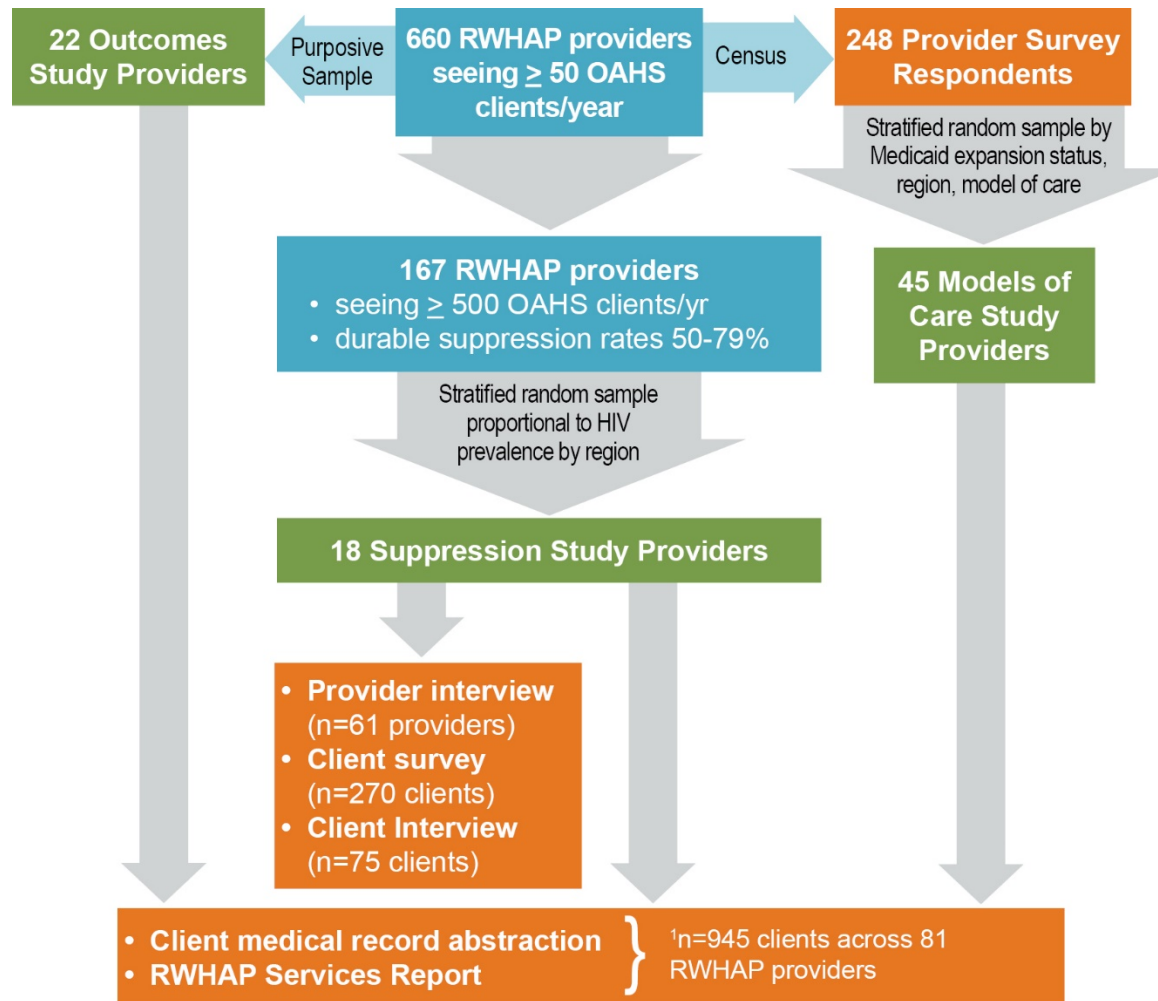 22 Outcomes
Study Providers
Purposive
Sample
660 RWHAP providers
seeing ≥ 50 OAHS
clients/year
Census
248 Provider Survey
Respondents
Stratified random sample by
Medicaid expansion status,
region, model of care
167 RWHAP providers
• seeing ≥ 500 OAHS clients/yr
• durable suppression rates 50-79%
45 Models of
Care Study
Providers
Stratified random sample
proportional to HIV
prevalence by region
18 Suppression Study Providers
• Provider interview
(n=61 providers)
• Client survey
(n=270 clients)
• Client Interview
(n=75 clients)
• Client medical record abstraction
• RWHAP Services Report
¹n=945 clients across 81
RWHAP providers